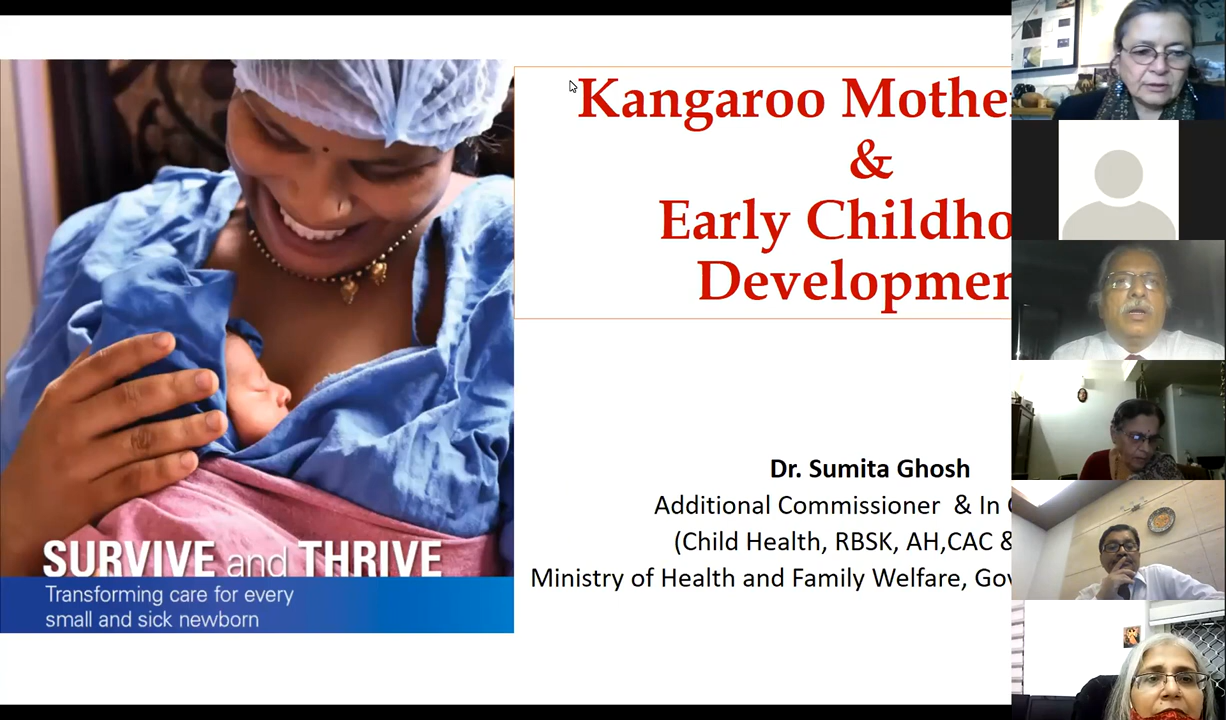 Kangaroo Mothe
&
Early Childho
Developmen
Dr. Sumita Ghosh
Additional Commissioner & In
(Child Health, RBSK, AH,CAC &
Ministry of Health and Family Welfare, Gov
SURVIVE and THRIVE
Transforming care for every
small and sick newborn